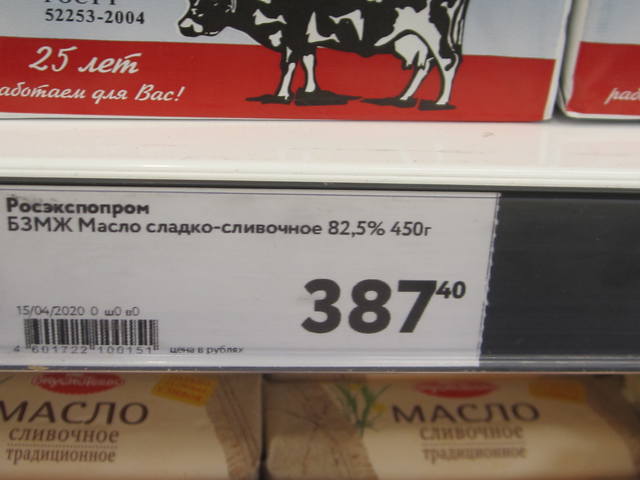 52253-2004
25 лет
работаем для Вас!
Росэкспопром
БЗМЖ Масло сладко-сливочное 82,5% 450г
387 40
15/04/2020 0 ш0 в0
4 601722 100151
цена в рублях
МАСЛО
СЛИВОЧНОЕ
традиционное
МАСЛО
СЛИВОЧНОЕ
традиционное